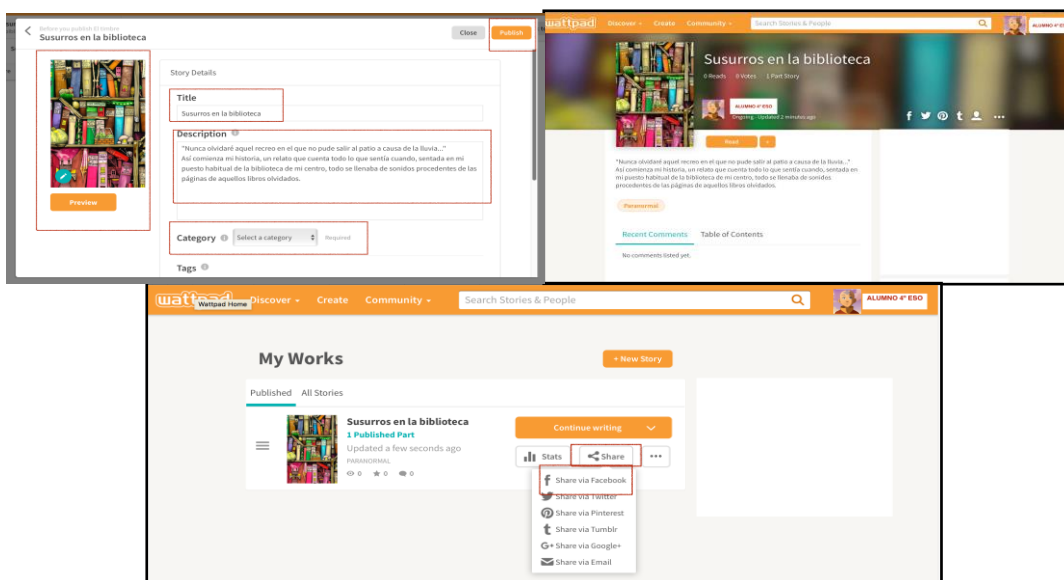 Before you publish: El timbre
Susurros en la biblioteca
Close
Publish
Story Details
Title
Susurros en la biblioteca
Description
"Nunca olvidaré aquel recreo en el que no pude salir al patio a causa de la lluvia..."
Así comienza mi historia, un relato que cuenta todo lo que sentía cuando, sentada en mi
puesto habitual de la biblioteca de mi centro, todo se llenaba de sonidos procedentes de las
páginas de aquellos libros olvidados.
Preview
Category
Select a category
Required
Tags
wattpad
Discover
Create
Community
Search Stories & People
ALUMNO 4º ESO
Susurros en la biblioteca
0 Reads
0 Votes
1 Part Story
ALUMNO 4º ESO
Ongoing - Updated 2 minutes ago
Read
+
"Nunca olvidaré aquel recreo en el que no pude salir al patio a causa de la lluvia..."
Así comienza mi historia, un relato que cuenta todo lo que sentía cuando, sentada en
mi puesto habitual de la biblioteca de mi centro, todo se llenaba de sonidos
procedentes de las páginas de aquellos libros olvidados.
Paranormal
Recent Comments
Table of Contents
No comments listed yet.
wattpad
Wattpad Home
Discover
Create
Community
Search Stories & People
ALUMNO 4º ESO
My Works
+ New Story
Published
All Stories
Susurros en la biblioteca
1 Published Part
Updated a few seconds ago
PARANORMAL
0
0
0
Continue writing
Stats
Share
Share via Facebook
Share via Twitter
Share via Pinterest
Share via Tumblr
G+ Share via Google+
Share via Email